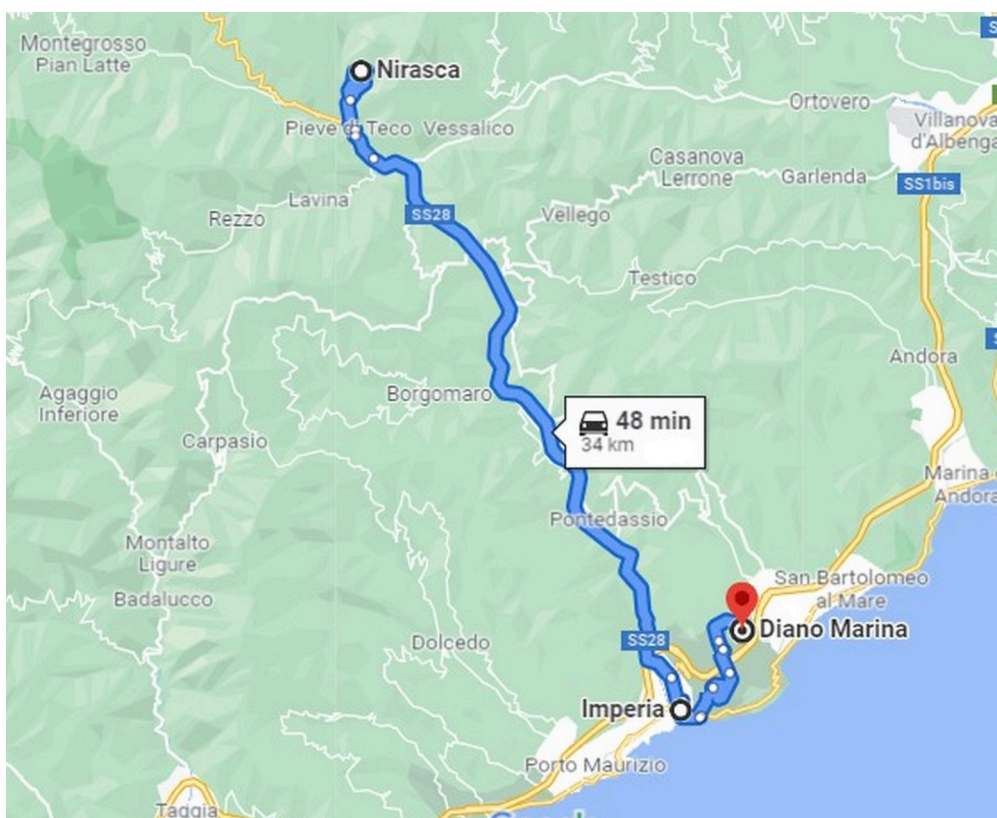 Montegrosso
Pian Latte
Nirasca
Ortovero
Pieve di Teco
Vessalico
Villanova
d'Albenga
Casanova
Lerrone
Garlenda
SS1bis
Lavina
Rezzo
SS28
Vellego
Testico
Andora
Agaggio
Inferiore
Borgomaro
48 min
34 km
Carpasio
Marina
Andora
Pontedassio
Montalto
Ligure
San Bartolomeo
al Mare
Badalucco
Diano Marina
Dolcedo
SS28
Imperia
Porto Maurizio
Taggia